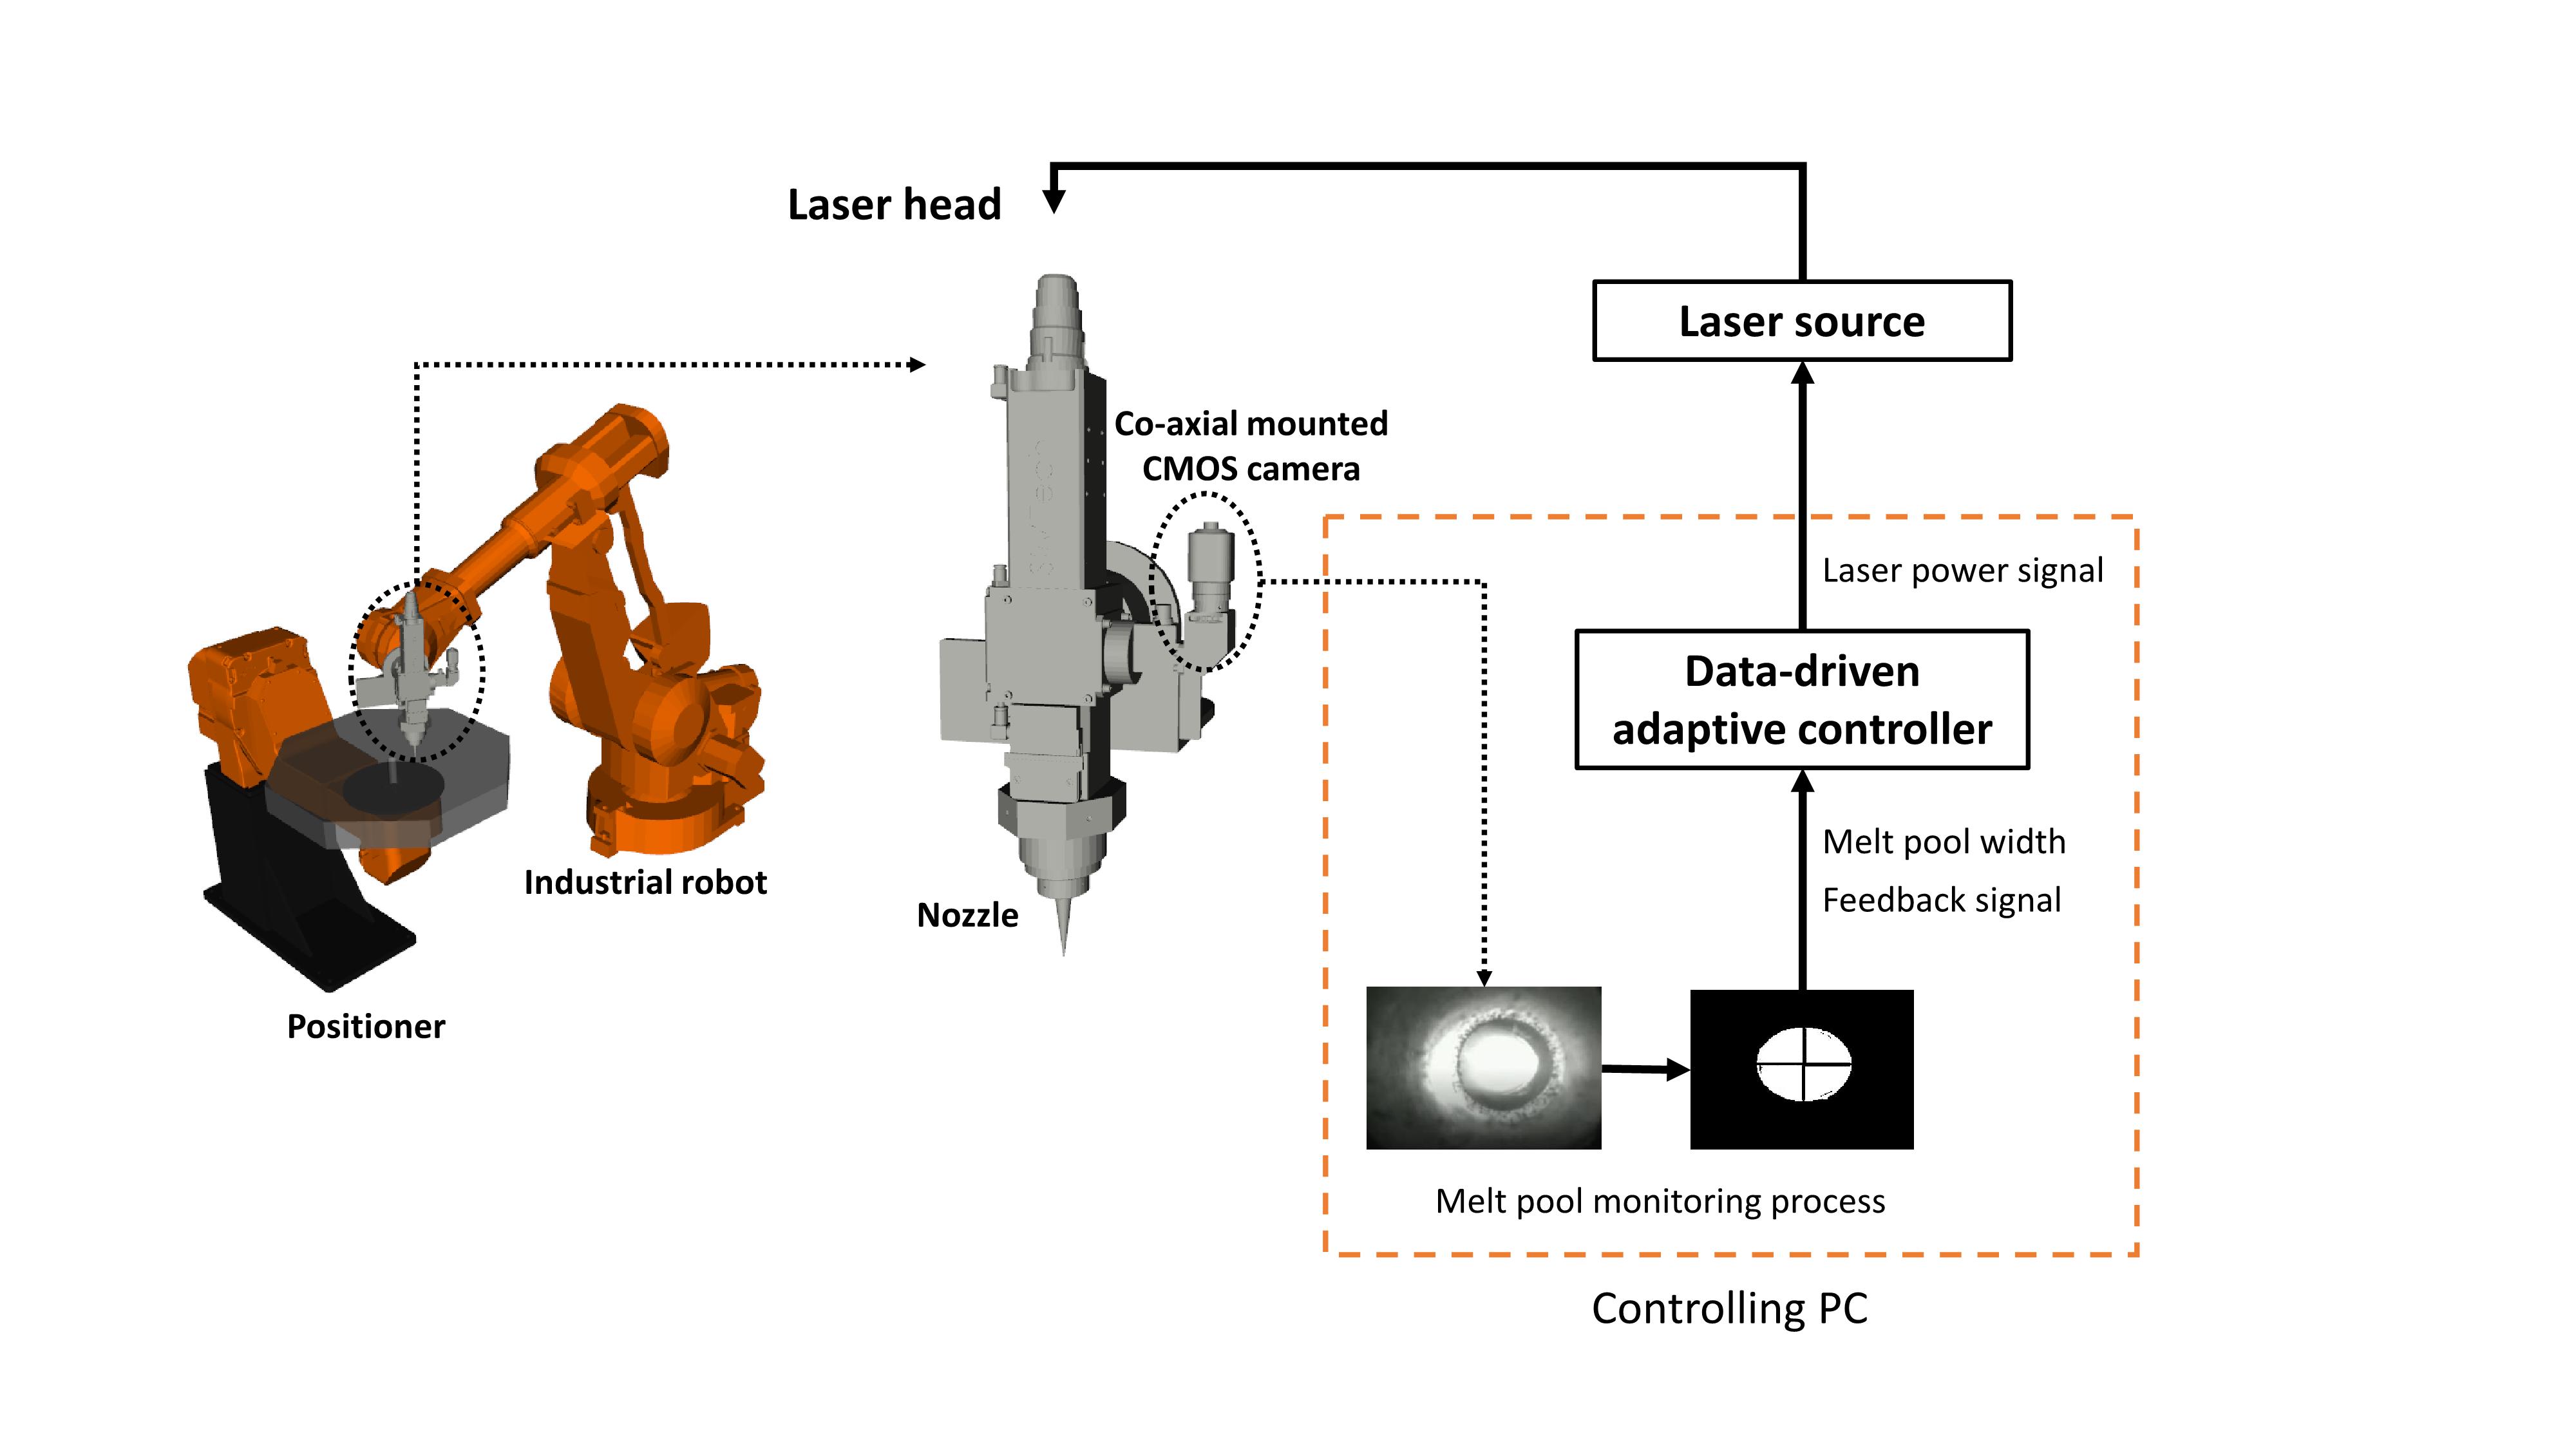 Laser head
Laser source
Co-axial mounted
CMOS camera
Laser power signal
Data-driven
adaptive controller
Melt pool width
Feedback signal
Industrial robot
Nozzle
Positioner
Melt pool monitoring process
Controlling PC